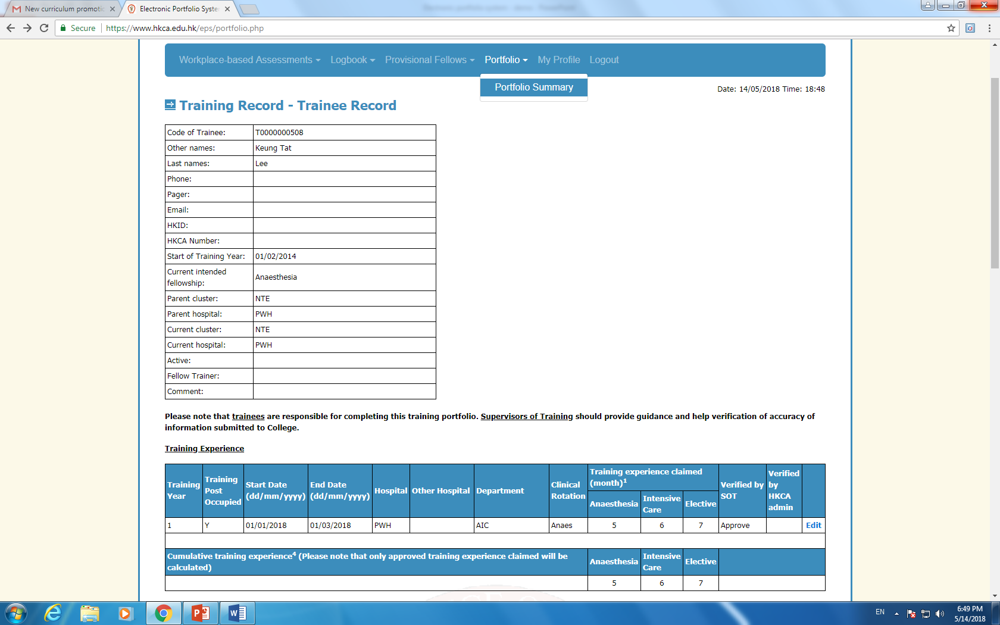 New curriculum promotic
Electronic Portfolio Syste
Secure
https://www.hkca.edu.hk/eps/portfolio.php
Workplace-based Assessments Logbook Provisional Fellows Portfolio My Profile Logout
Portfolio Summary
Date: 14/05/2018 Time: 18:48
Training Record - Trainee Record
Code of Trainee: T0000000508
Other names: Keung Tat
Last names: Lee
Phone:
Pager:
Email:
HKID:
HKCA Number:
Start of Training Year: 01/02/2014
Current intended
fellowship:
Anaesthesia
Parent cluster: NTE
Parent hospital: PWH
Current cluster: NTE
Current hospital: PWH
Active:
Fellow Trainer:
Comment:
Please note that trainees are responsible for completing this training portfolio. Supervisors of Training should provide guidance and help verification of accuracy of
information submitted to College.
Training Experience
Training
Year
Training
Post
Occupied
Start Date
(dd/mm/yyyy)
End Date
(dd/mm/yyyy)
Hospital
Other Hospital
Department
Clinical
Rotation
Training experience claimed
(month)1
Anaesthesia
Intensive
Care
Elective
Verified by
SOT
Verified
by
HKCA
admin
1 Y 01/01/2018 01/03/2018 PWH AIC Anaes 5 6 7 Approve Edit
Cumulative training experience4 (Please note that only approved training experience claimed will be
calculated)
Anaesthesia
Intensive
Care
Elective
5 6 7
EN
6:49 PM
5/14/2018